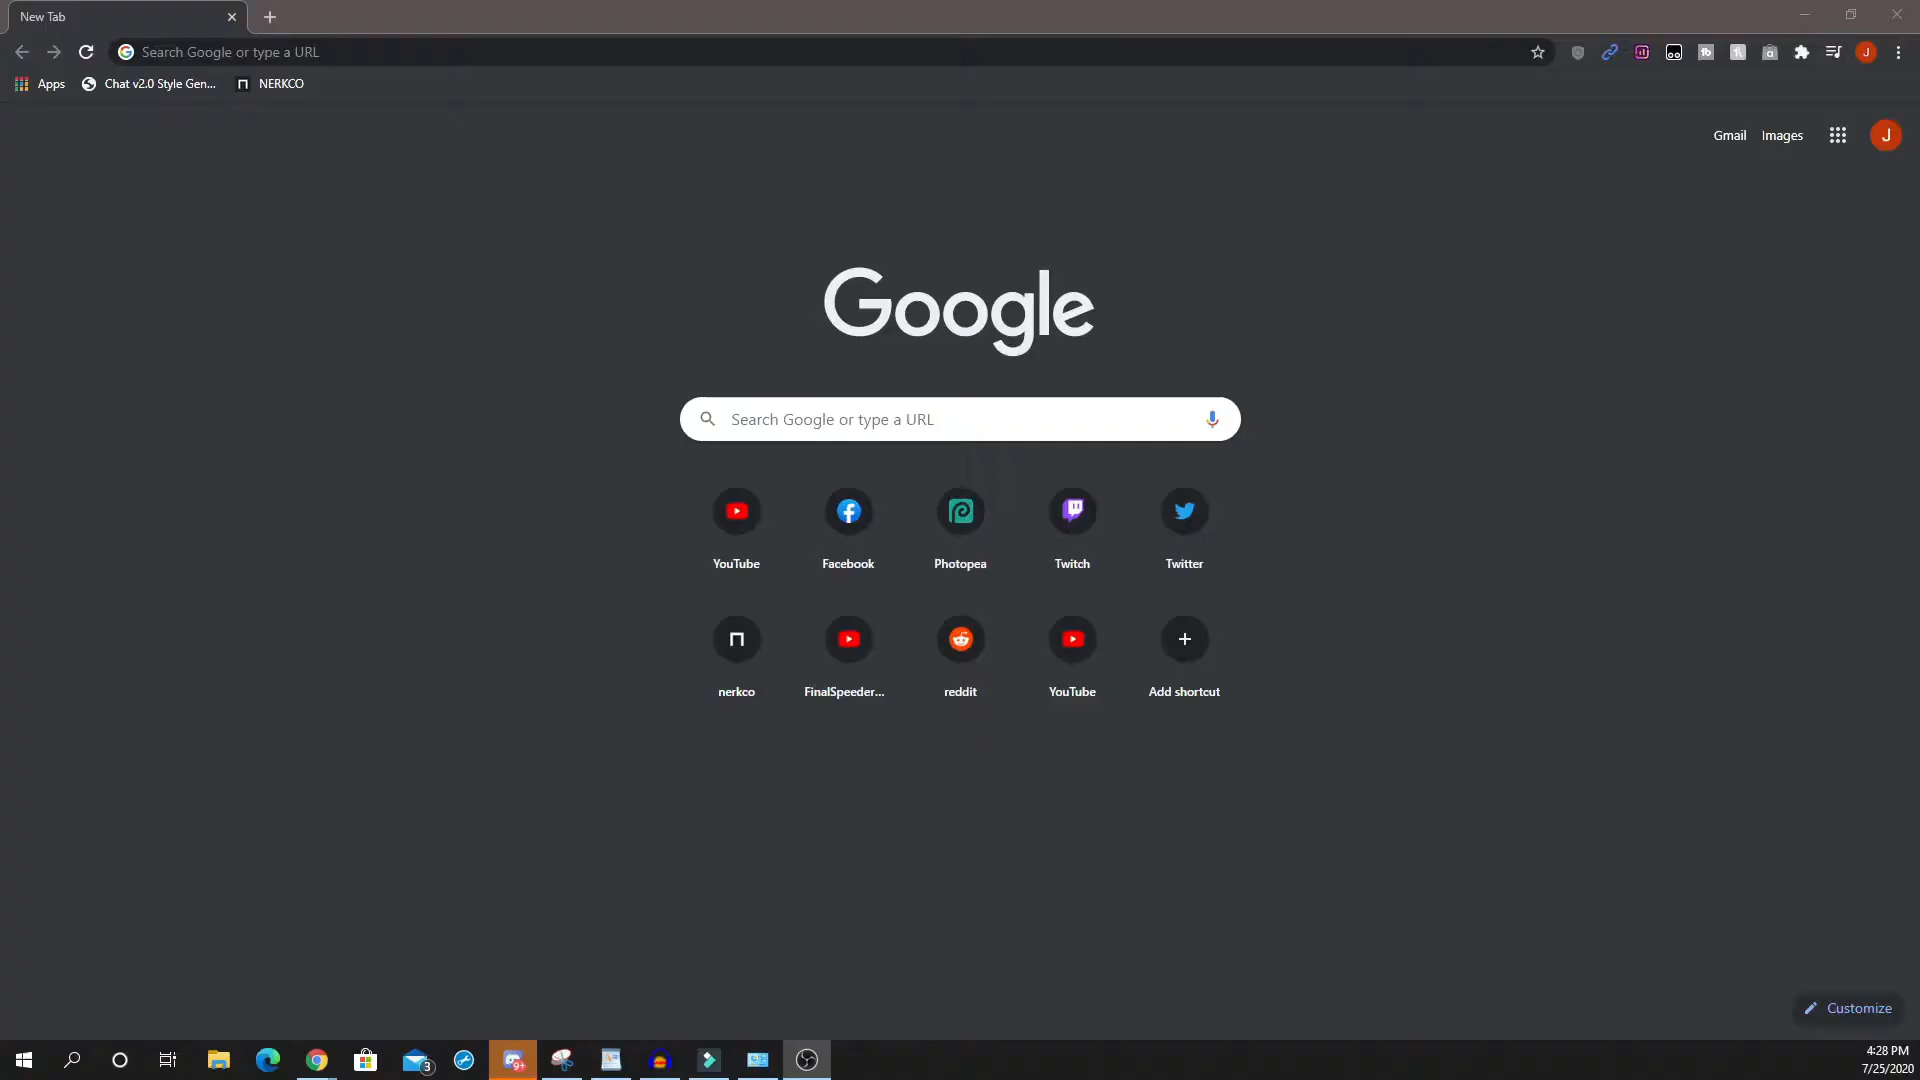 New Tab
Search Google or type a URL
Apps
Chat v2.0 Style Gen...
NERKCO
Gmail
Images
J
Google
Search Google or type a URL
YouTube
Facebook
Photopea
Twitch
Twitter
nerkco
FinalSpeeder...
reddit
YouTube
Add shortcut
Customize
3
9+
4:28 PM
7/25/2020